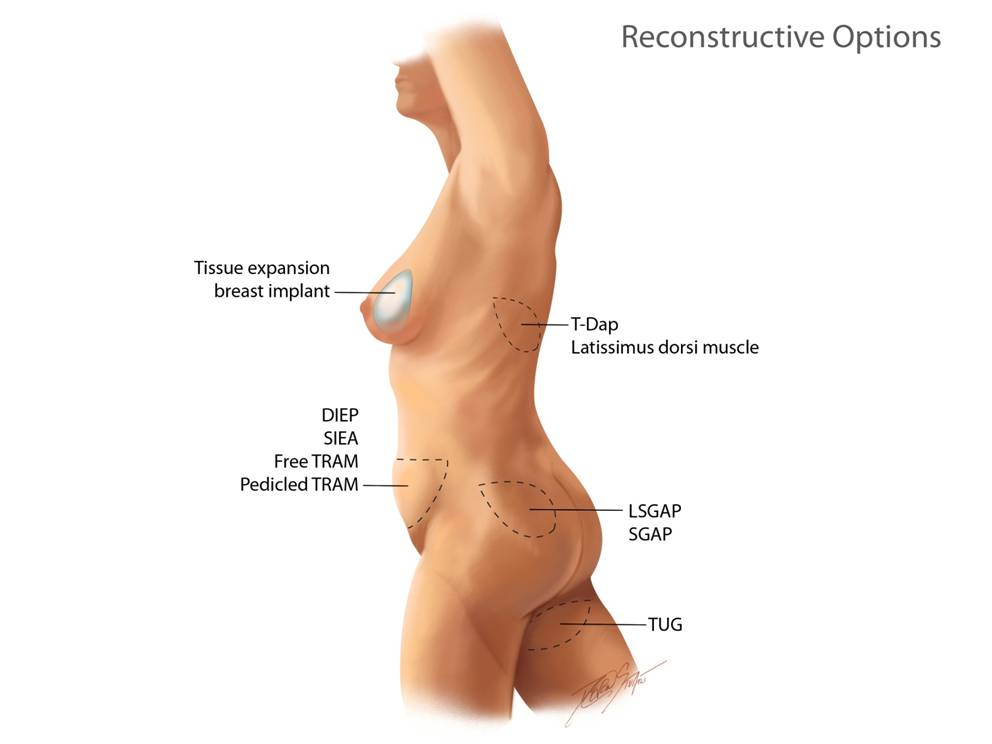 Reconstructive Options
Tissue expansion
breast implant
T-Dap
Latissimus dorsi muscle
DIEP
SIEA
Free TRAM
Pedicled TRAM
LSGAP
SGAP
TUG